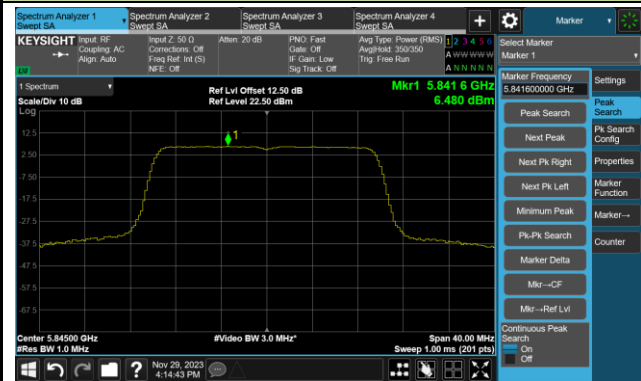 Spectrum Analyzer 1
Swept SA
Spectrum Analyzer 2
Swept SA
Spectrum Analyzer 3
Swept SA
Spectrum Analyzer 4
Swept SA
+
Marker
KEYSIGHT
Input: RF
Coupling: AC
Align: Auto
Input Z: 50 Ω
Corrections: Off
Freq Ref: Int (S)
NFE: Off
Atten: 20 dB
PNO: Fast
Gate: Off
IF Gain: Low
Sig Track: Off
Avg Type: Power (RMS)
Avg|Hold: 350/350
Trig: Free Run
1 2 3 4 5 6
A W W W W W
A N N N N N
LXI
Select Marker
Marker 1
1 Spectrum
Scale/Div 10 dB
Ref Lvl Offset 12.50 dB
Ref Level 22.50 dBm
Mkr1 5.841 6 GHz
6.480 dBm
Log
12.5
2.50
-7.50
-17.5
-27.5
-37.5
-47.5
-57.5
-67.5
1
Center 5.84500 GHz
#Res BW 1.0 MHz
#Video BW 3.0 MHz*
Span 40.00 MHz
Sweep 1.00 ms (201 pts)
Marker Frequency
5.841600000 GHz
Peak Search
Next Peak
Next Pk Right
Next Pk Left
Minimum Peak
Pk-Pk Search
Marker Delta
Mkr→CF
Mkr→Ref Lvl
Continuous Peak
Search
On
Off
Settings
Peak
Search
Pk Search
Config
Properties
Marker
Function
Marker→
Counter
?
Nov 29, 2023
4:14:43 PM